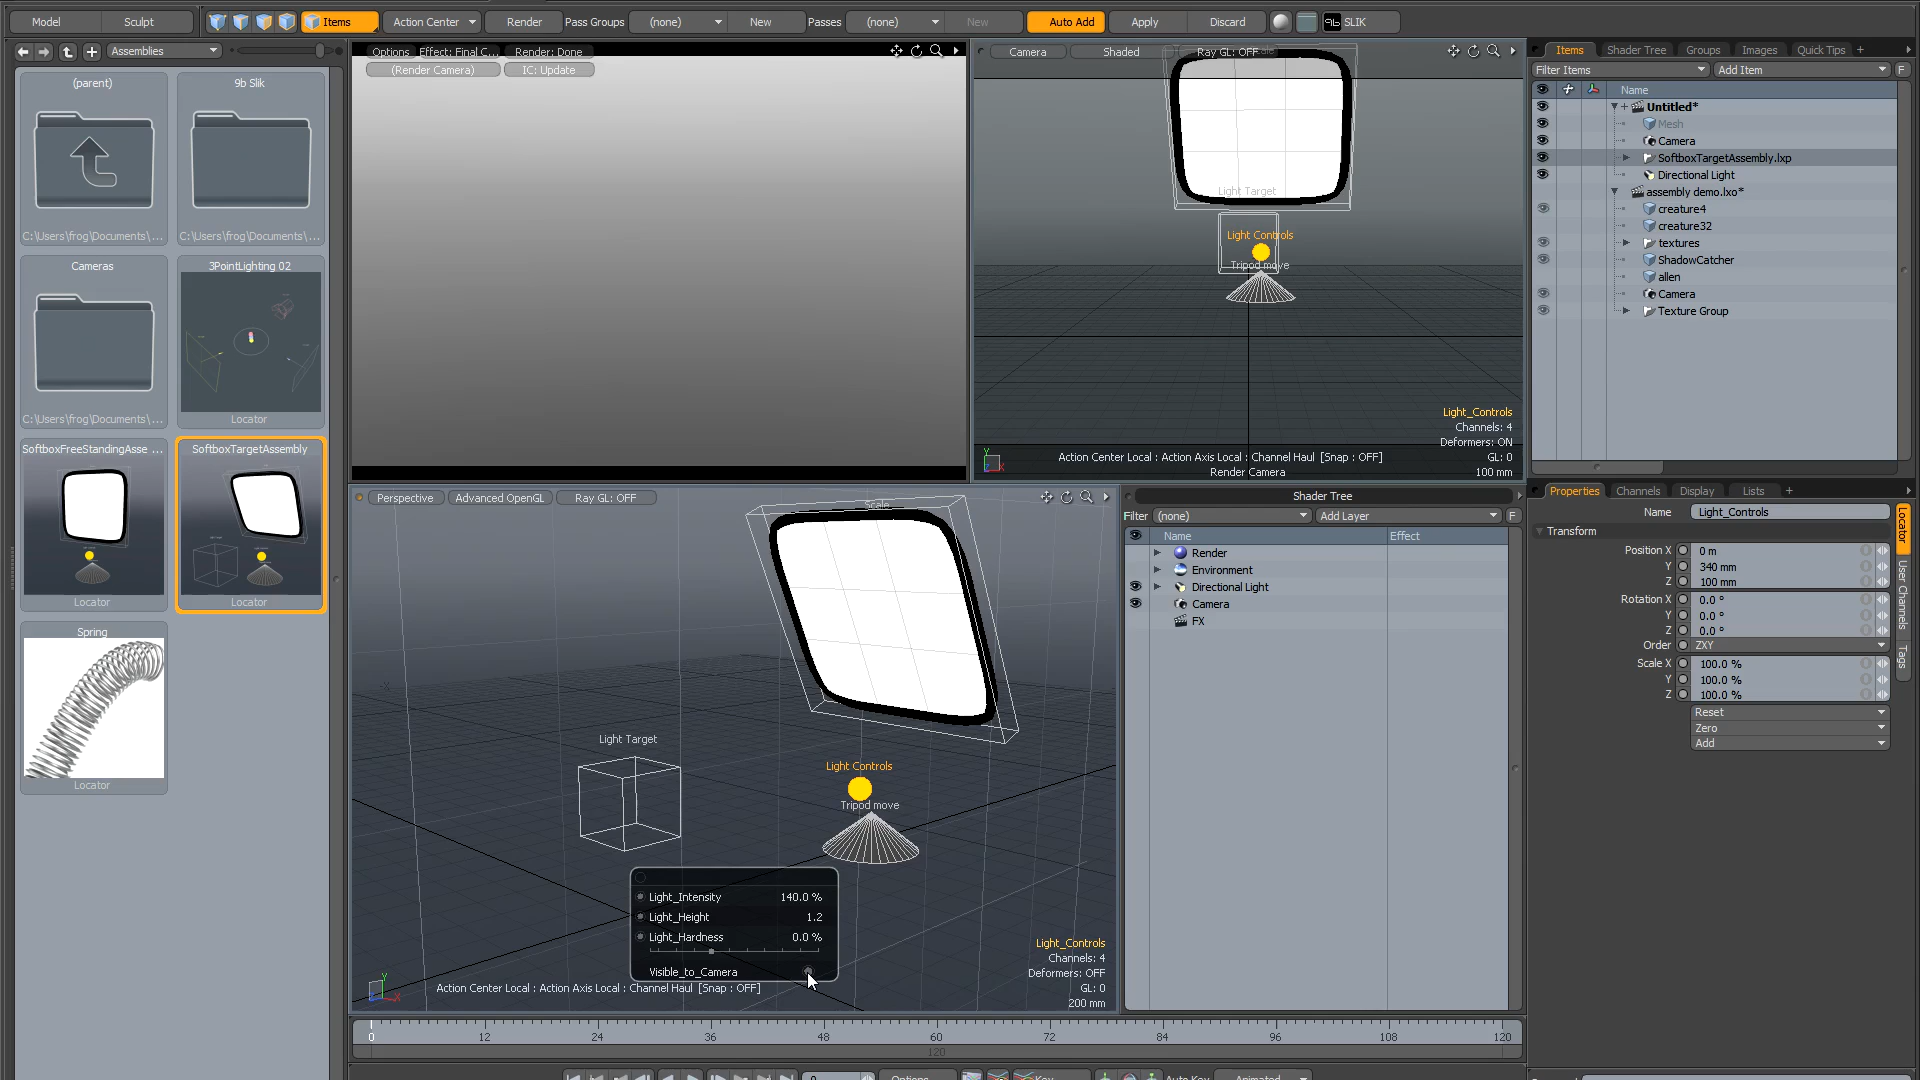 Model
Sculpt
Items
Action Center
Render
Pass Groups
(none)
New
Passes
(none)
New
Auto Add
Apply
Discard
9b SLIK
Assemblies
(parent)
C:\Users\frog\Documents\...
9b Slik
C:\Users\frog\Documents\...
Cameras
C:\Users\frog\Documents\...
3PointLighting 02
Locator
SoftboxFreeStandingAsse ...
Locator
SoftboxTargetAssembly
Locator
Spring
Locator
Options
Effect: Final C...
Render: Done
(Render Camera)
IC: Update
Camera
Shaded
Ray GL: OFF
Light Target
Light Controls
Tripod move
Light_Controls
Channels: 4
Deformers: ON
GL: 0
100 mm
Action Center Local : Action Axis Local : Channel Haul [Snap : OFF]
Render Camera
Perspective
Advanced OpenGL
Ray GL: OFF
Scale
Light Target
Light Controls
Tripod move
Light_Intensity 140.0 %
Light_Height 1.2
Light_Hardness 0.0 %
Visible_to_Camera
Light_Controls
Channels: 4
Deformers: OFF
GL: 0
200 mm
Action Center Local : Action Axis Local : Channel Haul [Snap : OFF]
Shader Tree
Filter (none)
Add Layer
F
Name
Effect
Render
Environment
Directional Light
Camera
FX
Items
Shader Tree
Groups
Images
Quick Tips
+
Filter Items
Add Item
F
Name
Untitled*
Mesh
Camera
SoftboxTargetAssembly.lxp
Directional Light
assembly demo.lxo*
creature4
creature32
textures
ShadowCatcher
allen
Camera
Texture Group
Properties
Channels
Display
Lists
+
Name Light_Controls
Transform
Position X 0 m
Y 340 mm
Z 100 mm
Rotation X 0.0 °
Y 0.0 °
Z 0.0 °
Order ZXY
Scale X 100.0 %
Y 100.0 %
Z 100.0 %
Reset
Zero
Add
Locator
User Channels
Tags
0 12 24 36 48 60 72 84 96 108 120
120
0
Options
Key
Auto Key
Animated